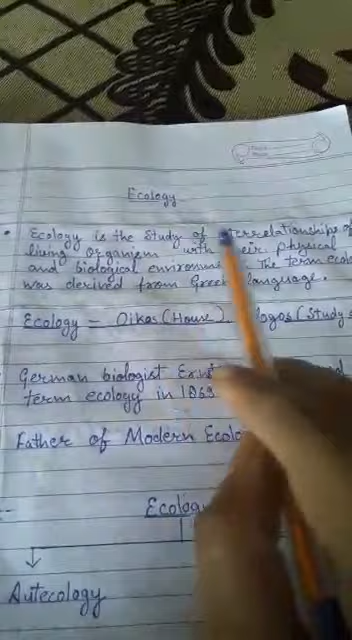 Ecology
Ecology is the study of interrelationships of
living organism with their physical
and biological environment. The term ecol
was derived from Greek language.
Ecology = Oikos (House), logos (Study
German biologist
term ecology in 1869
Father of Modern Ecolo
Ecology
Autecology